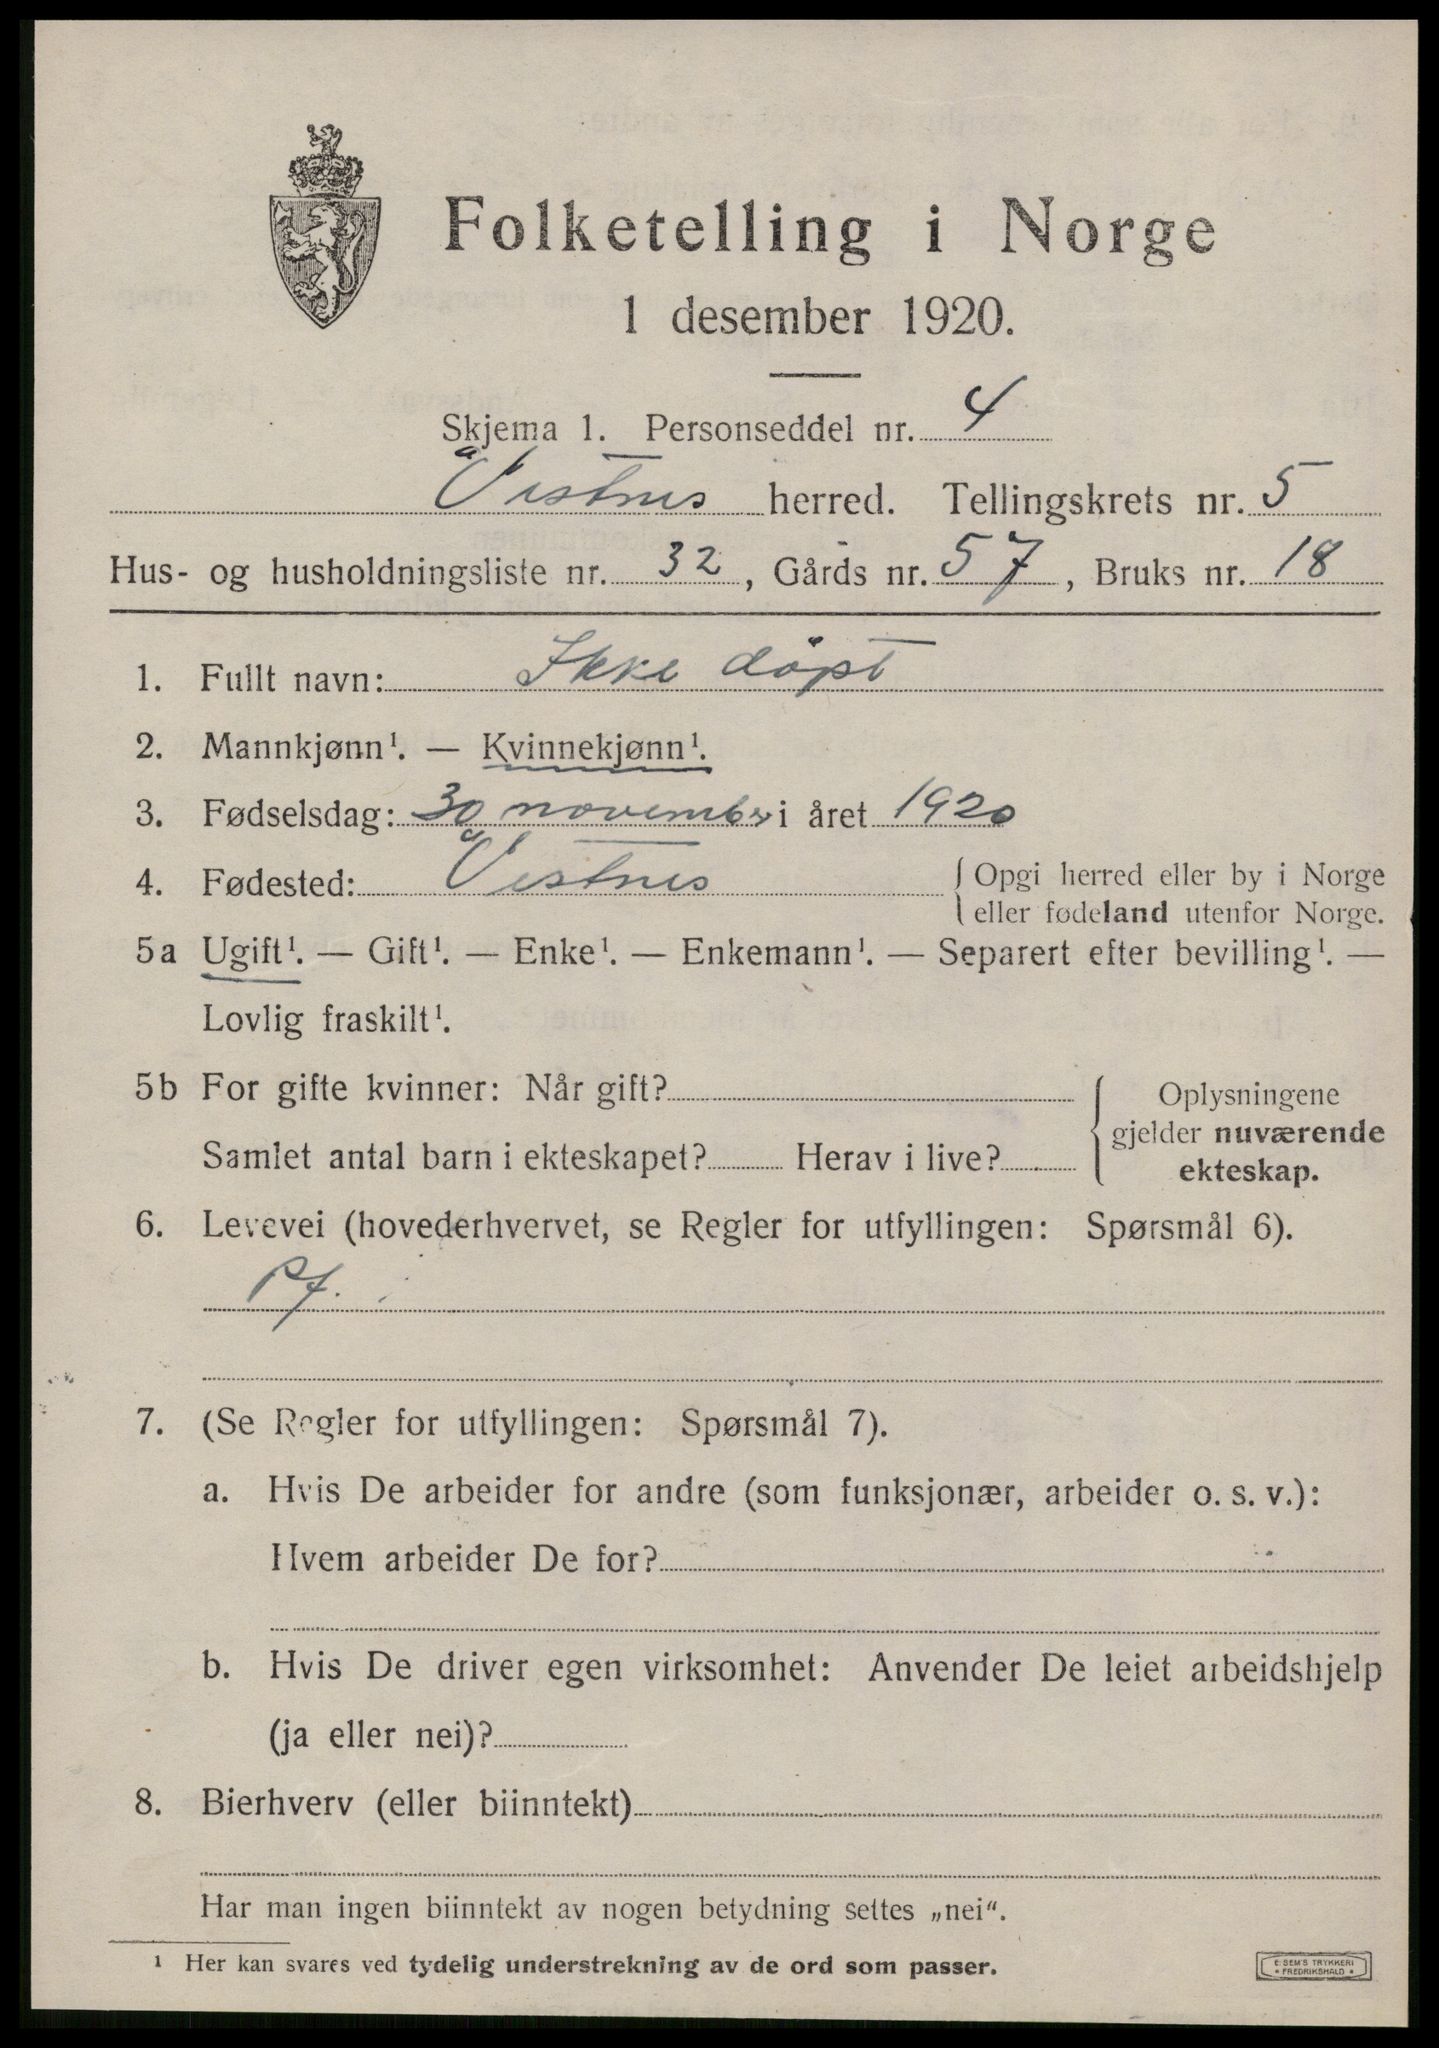 Folketelling i Norge
1 desember 1920.
Skjema 1. Personseddel nr. 4
Vestnes herred. Tellingskrets nr. 5
Hus- og husholdningsliste nr. 32, Gårds nr. 57, Bruks nr. 18
1. Fullt navn: Ikke döpt
2. Mannkjønn¹. — Kvinnekjønn¹.
3. Fødselsdag: 30 november i året 1920
4. Fødested: Vestnes { Opgi herred eller by i Norge
eller fødeland utenfor Norge.
5a Ugift¹. — Gift¹. — Enke¹. — Enkemann¹. — Separert efter bevilling¹. —
Lovlig fraskilt¹.
5b For gifte kvinner: Når gift?
Samlet antal barn i ekteskapet? Herav i live?
{ Oplysningene
gjelder nuværende
ekteskap.
6. Levevei (hovederhvervet, se Regler for utfyllingen: Spørsmål 6).
Pf.
7. (Se Regler for utfyllingen: Spørsmål 7).
a. Hvis De arbeider for andre (som funksjonær, arbeider o. s. v.):
Hvem arbeider De for?
b. Hvis De driver egen virksomhet: Anvender De leiet arbeidshjelp
(ja eller nei)?
8. Bierhverv (eller biinntekt)
Har man ingen biinntekt av nogen betydning settes „nei“.
¹ Her kan svares ved tydelig understrekning av de ord som passer.
E. SEM'S TRYKKERI
* FREDRIKSHALD *